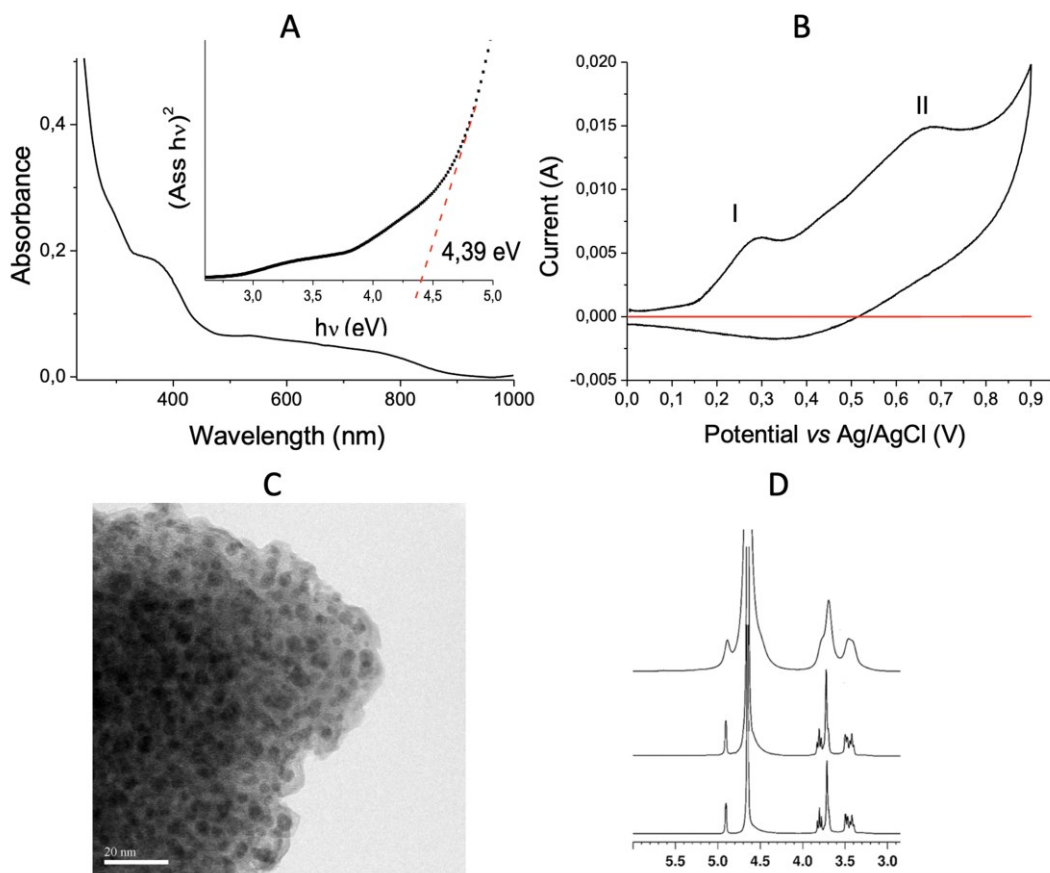 A
Absorbance
0,4
0,2
0,0
400
600
800
1000
Wavelength (nm)
(Ass hν)²
4,39 eV
3,0
3,5
4,0
4,5
5,0
hν (eV)
B
Current (A)
0,020
0,015
0,010
0,005
0,000
-0,005
I
II
0,0
0,1
0,2
0,3
0,4
0,5
0,6
0,7
0,8
0,9
Potential vs Ag/AgCl (V)
C
20 nm
D
5.5
5.0
4.5
4.0
3.5
3.0